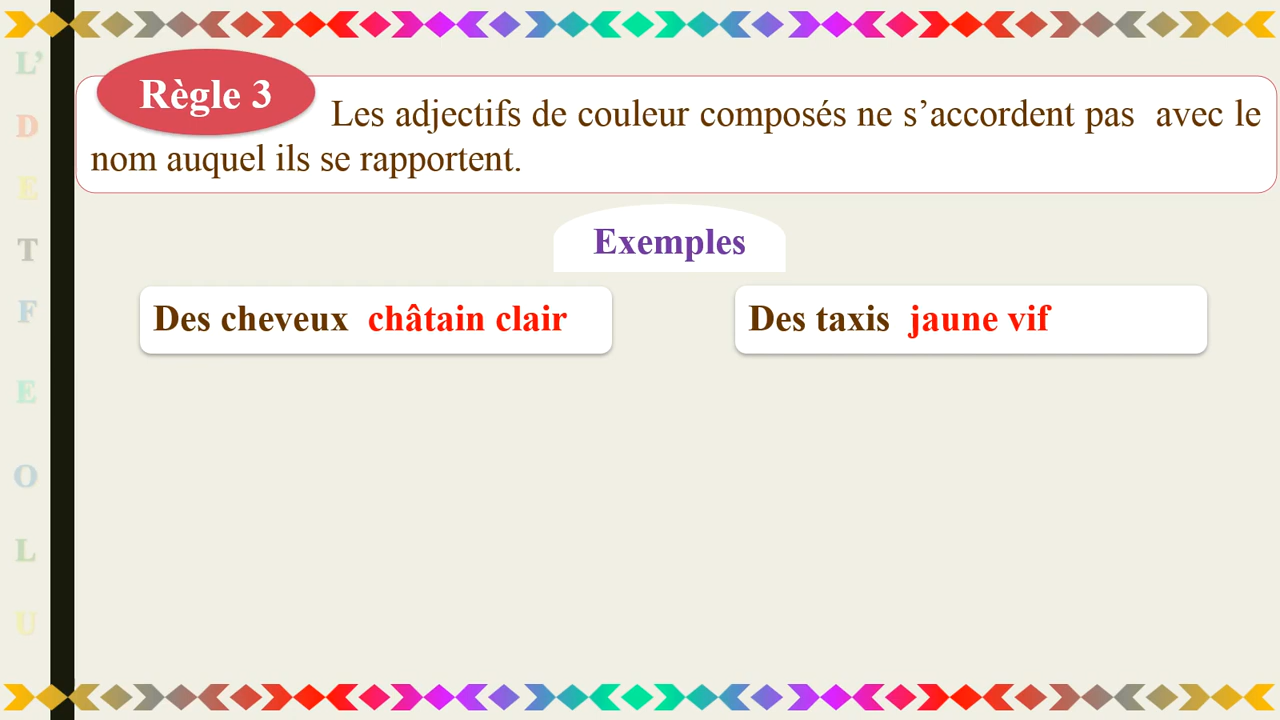 Règle 3
Les adjectifs de couleur composés ne s’accordent pas avec le
nom auquel ils se rapportent.
Exemples
Des cheveux châtain clair
Des taxis jaune vif
L’
D
E
T
F
E
O
L
U